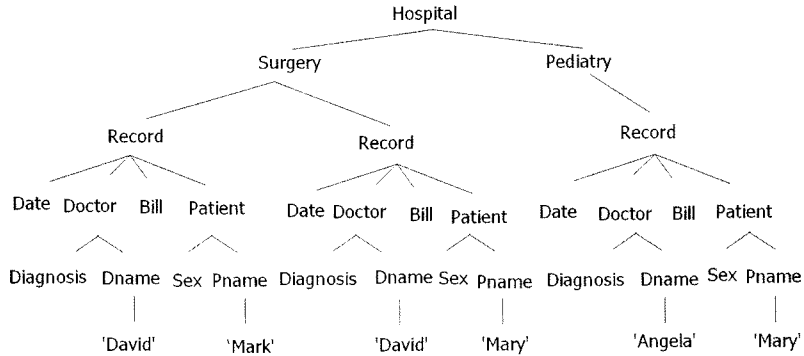 Hospital
Surgery Pediatry
Record Record Record
Date Doctor Bill Patient Date Doctor Bill Patient Date Doctor Bill Patient
Diagnosis Dname Sex Pname Diagnosis Dname Sex Pname Diagnosis Dname Sex Pname
'David' 'Mark' 'David' 'Mary' 'Angela' 'Mary'